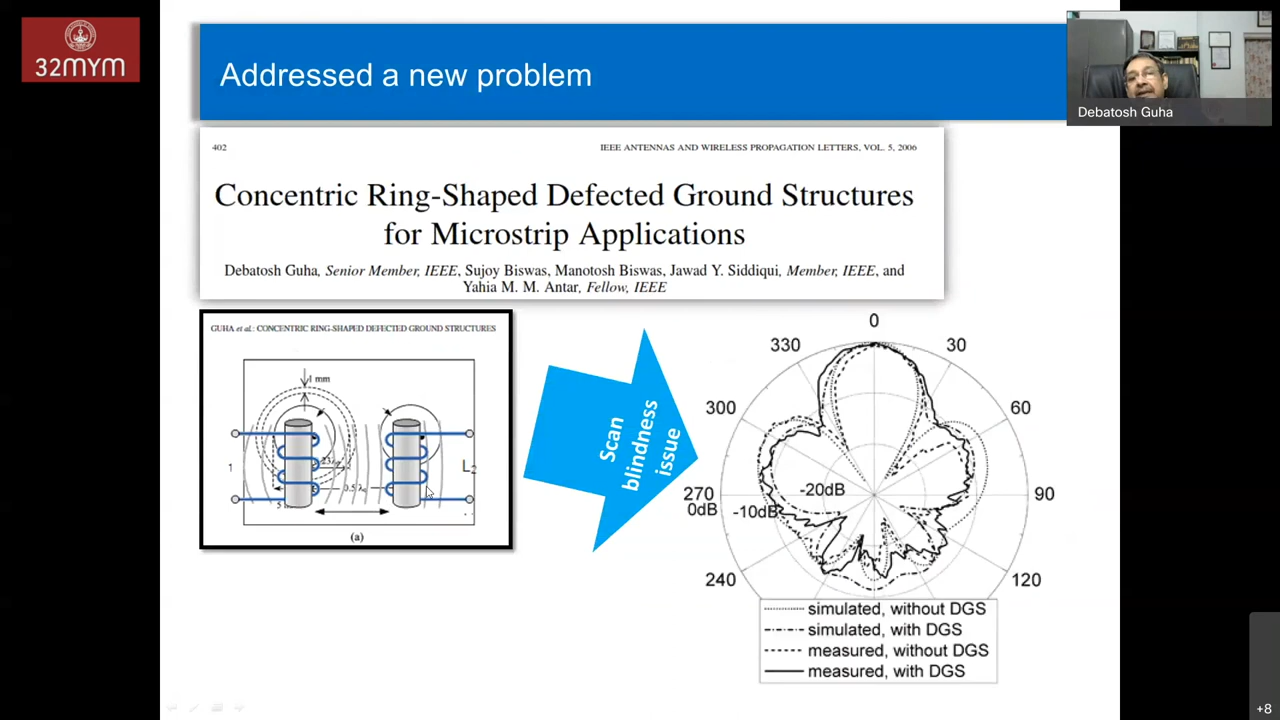 32MYM
Addressed a new problem
Debatosh Guha
402
IEEE ANTENNAS AND WIRELESS PROPAGATION LETTERS, VOL. 5, 2006
Concentric Ring-Shaped Defected Ground Structures
for Microstrip Applications
Debatosh Guha, Senior Member, IEEE, Sujoy Biswas, Manotosh Biswas, Jawad Y. Siddiqui, Member, IEEE, and
Yahia M. M. Antar, Fellow, IEEE
GUHA et al.: CONCENTRIC RING-SHAPED DEFECTED GROUND STRUCTURES
1 mm
L2
(a)
Scan
blindness
issue
0
330
30
300
60
270
90
0dB
-10dB
-20dB
240
120
simulated, without DGS
simulated, with DGS
measured, without DGS
measured, with DGS
+8